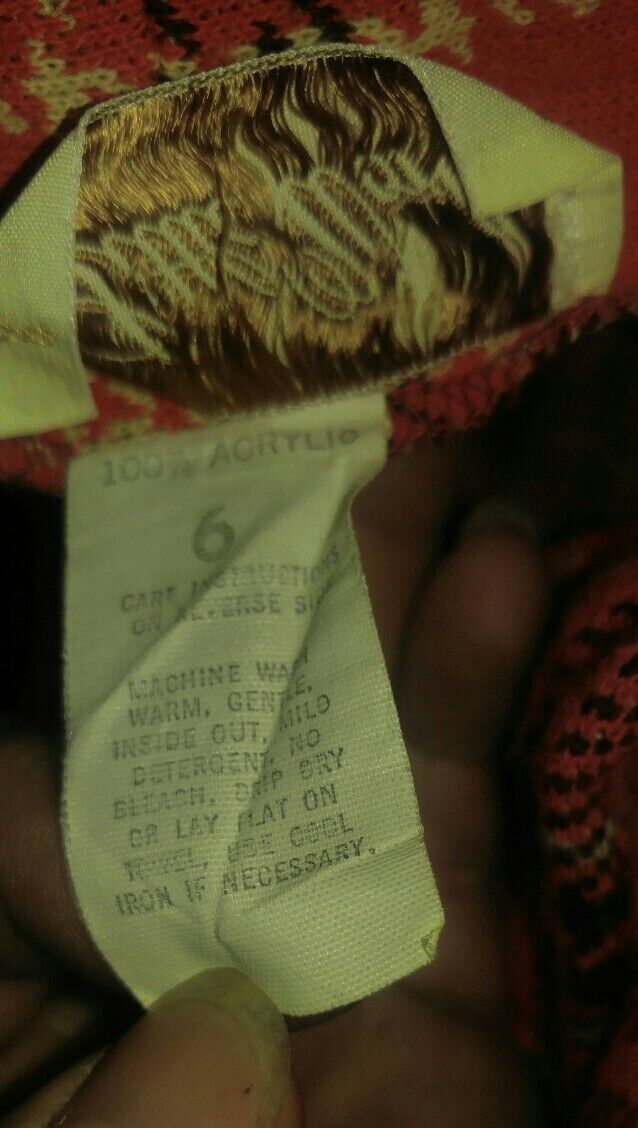 100% ACRYLIC
6
CARE INSTRUCTIONS
ON REVERSE SIDE
MACHINE WASH
WARM, GENTLE,
INSIDE OUT, MILD
DETERGENT, NO
BLEACH, DRIP DRY
OR LAY FLAT ON
TOWEL, USE COOL
IRON IF NECESSARY.